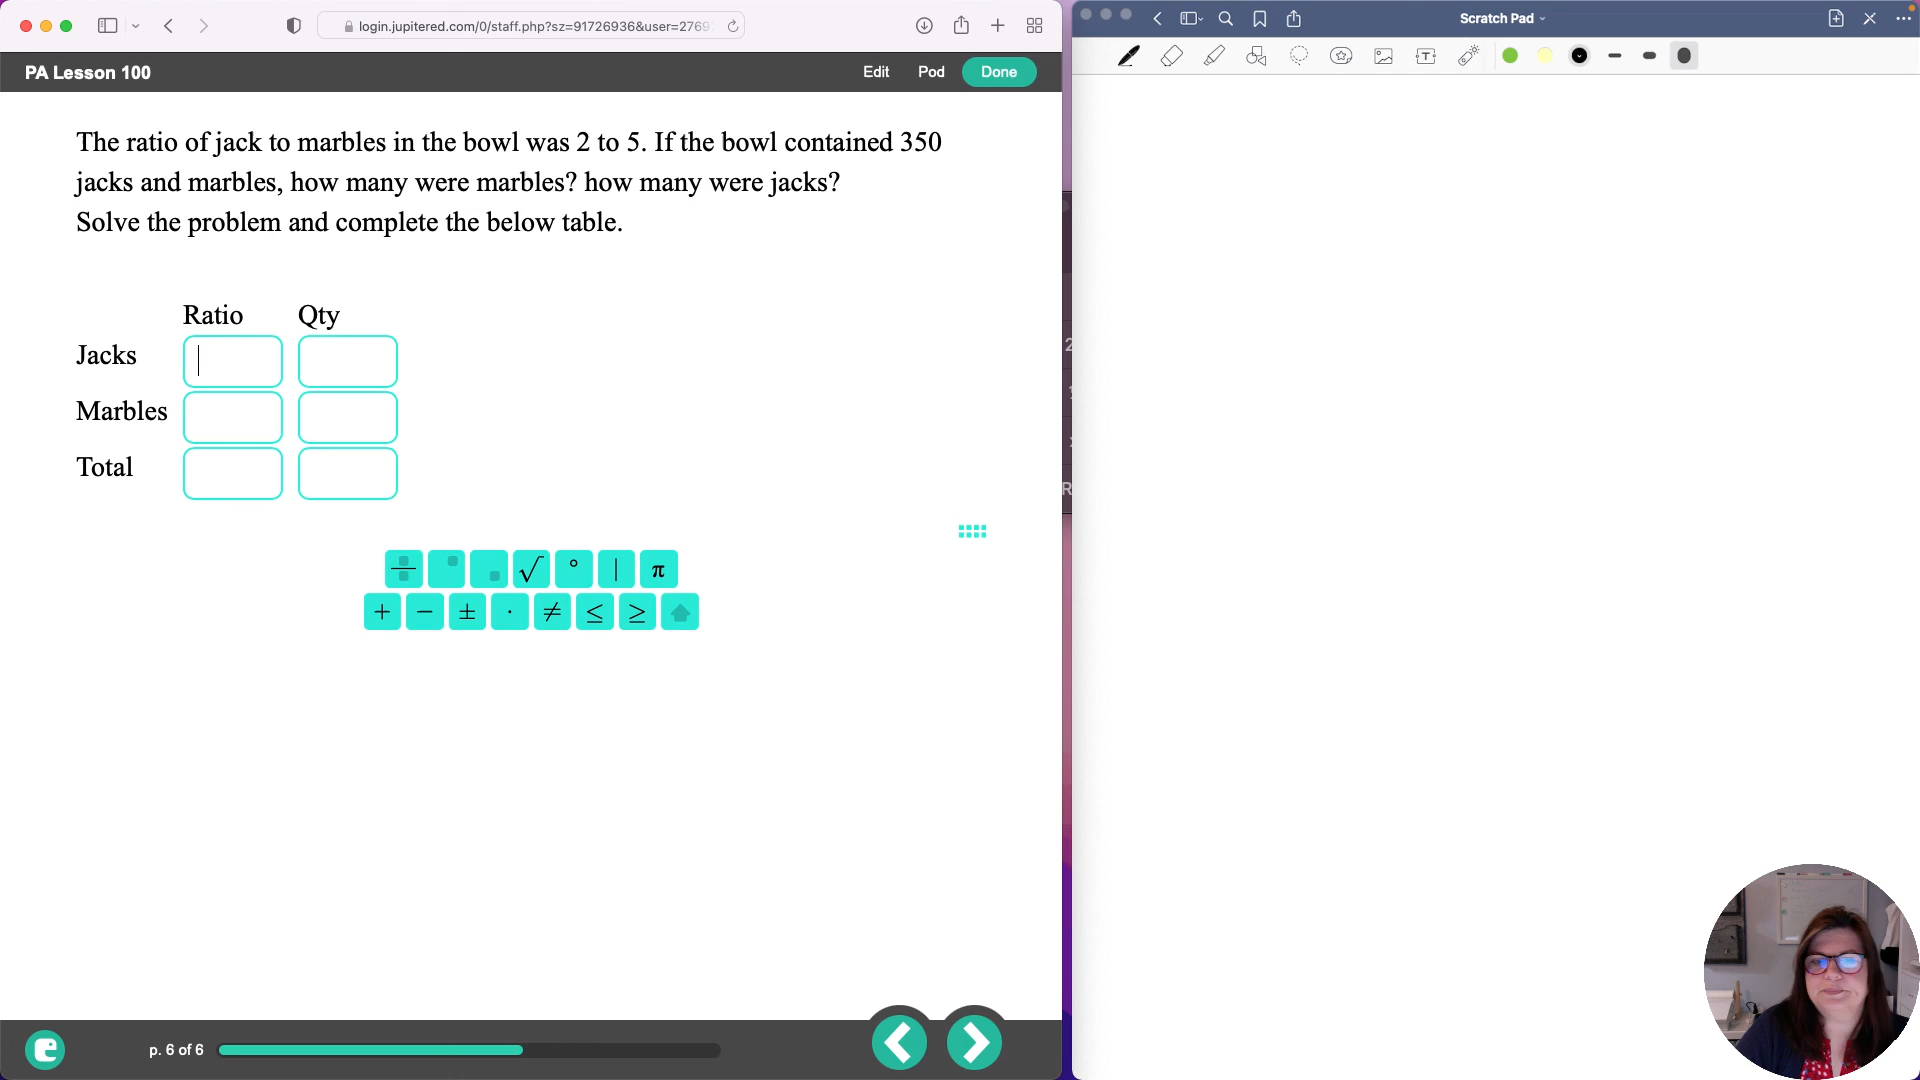 login.jupitered.com/0/staff.php?sz=91726936&user=2769
Scratch Pad
PA Lesson 100
Edit
Pod
Done
The ratio of jack to marbles in the bowl was 2 to 5. If the bowl contained 350
jacks and marbles, how many were marbles? how many were jacks?
Solve the problem and complete the below table.
Ratio Qty
Jacks
Marbles
Total
√ ° | π
+ − ± · ≠ ≤ ≥
p. 6 of 6